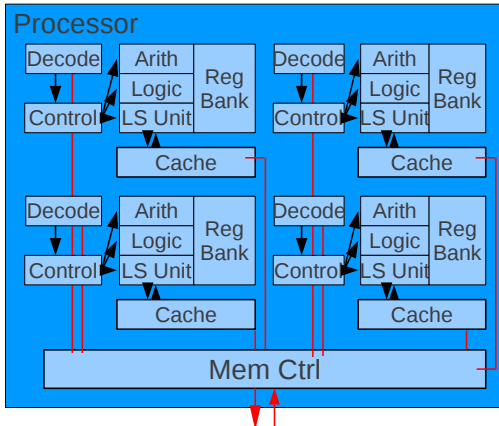 Processor
Decode
Arith
Logic
LS Unit
Reg
Bank
Control
Cache
Decode
Arith
Logic
LS Unit
Reg
Bank
Control
Cache
Decode
Arith
Logic
LS Unit
Reg
Bank
Control
Cache
Decode
Arith
Logic
LS Unit
Reg
Bank
Control
Cache
Mem Ctrl